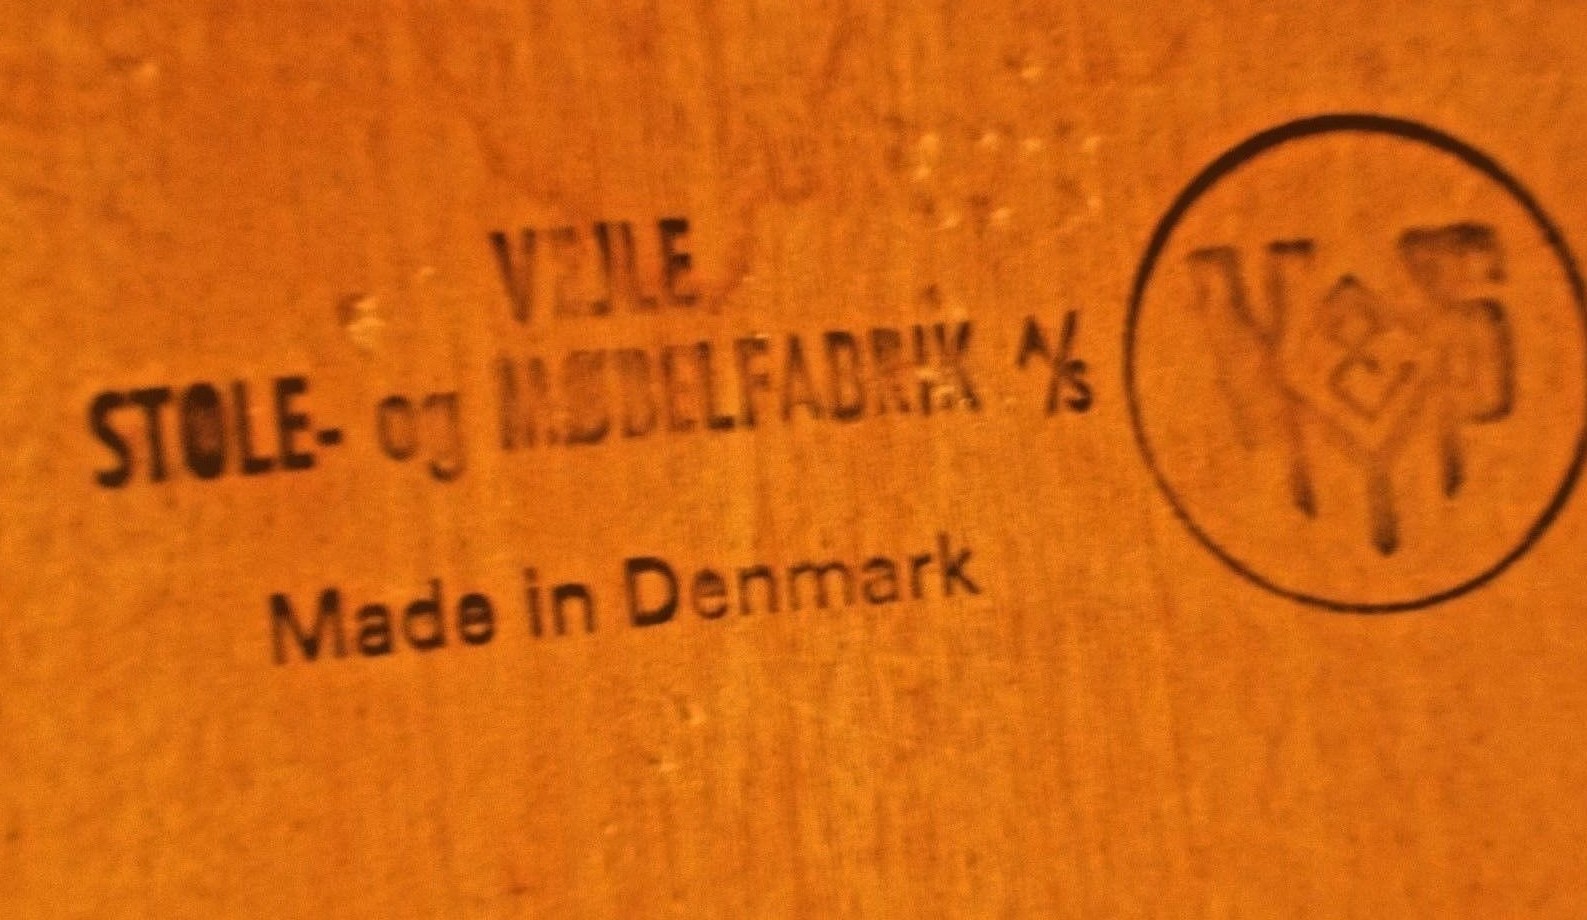 VEJLE
STOLE- og MØBELFABRIK A/S
Made in Denmark